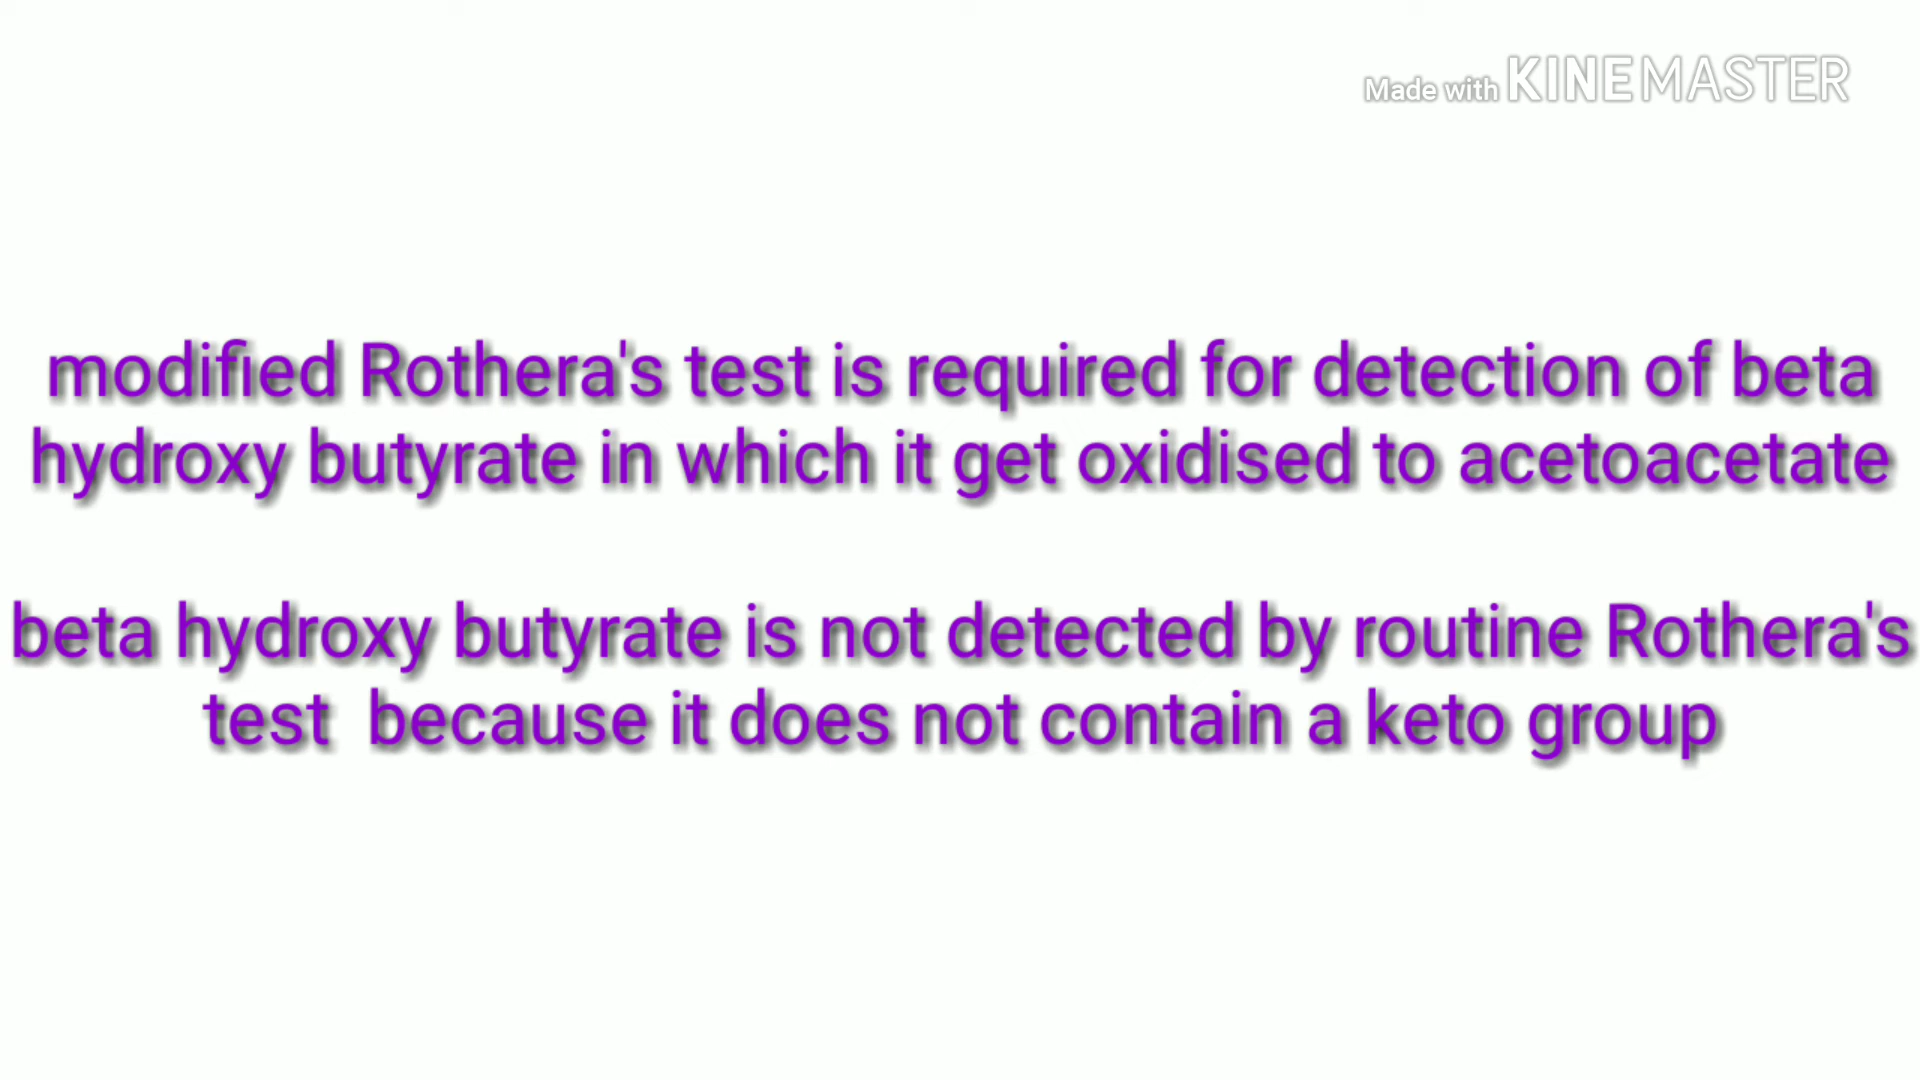 Made with KINEMASTER
modified Rothera's test is required for detection of beta
hydroxy butyrate in which it get oxidised to acetoacetate
beta hydroxy butyrate is not detected by routine Rothera's
test  because it does not contain a keto group